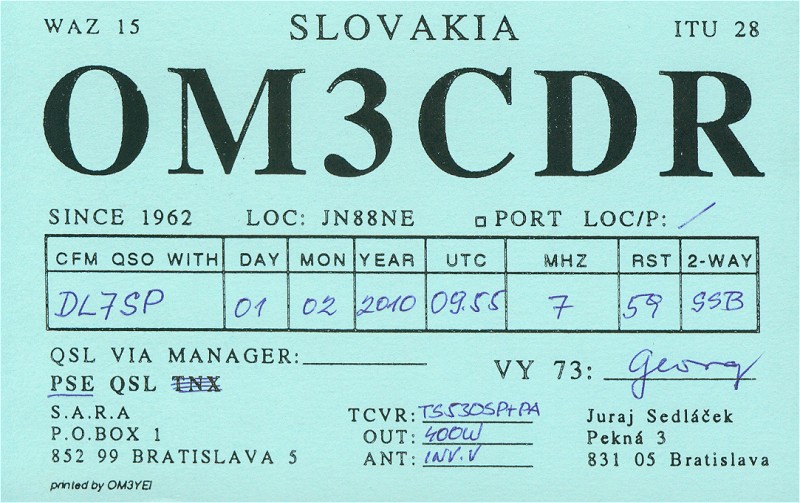 WAZ 15 SLOVAKIA ITU 28
OM3CDR
SINCE 1962 LOC: JN88NE PORT LOC/P: /
CFM QSO WITH DAY MON YEAR UTC MHZ RST 2-WAY
DL7SP 01 02 2010 09.55 7 59 SSB
QSL VIA MANAGER:
VY 73: Georg
PSE QSL TNX
S.A.R.A
P.O.BOX 1
852 99 BRATISLAVA 5
TCVR: TS530SP+PA
OUT: 400W
ANT: INV.V
Juraj Sedláček
Pekná 3
831 05 Bratislava
printed by OM3YEI